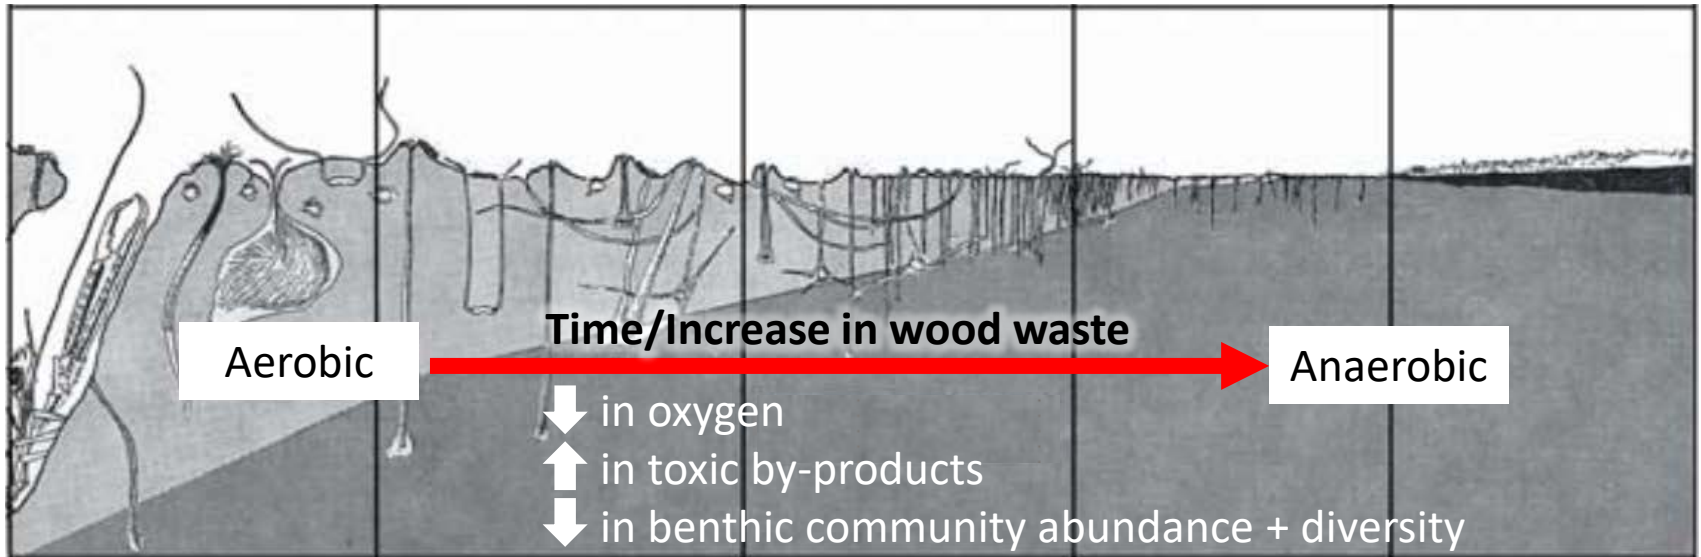 Time/Increase in wood waste
Aerobic
Anaerobic
in oxygen
in toxic by-products
in benthic community abundance + diversity